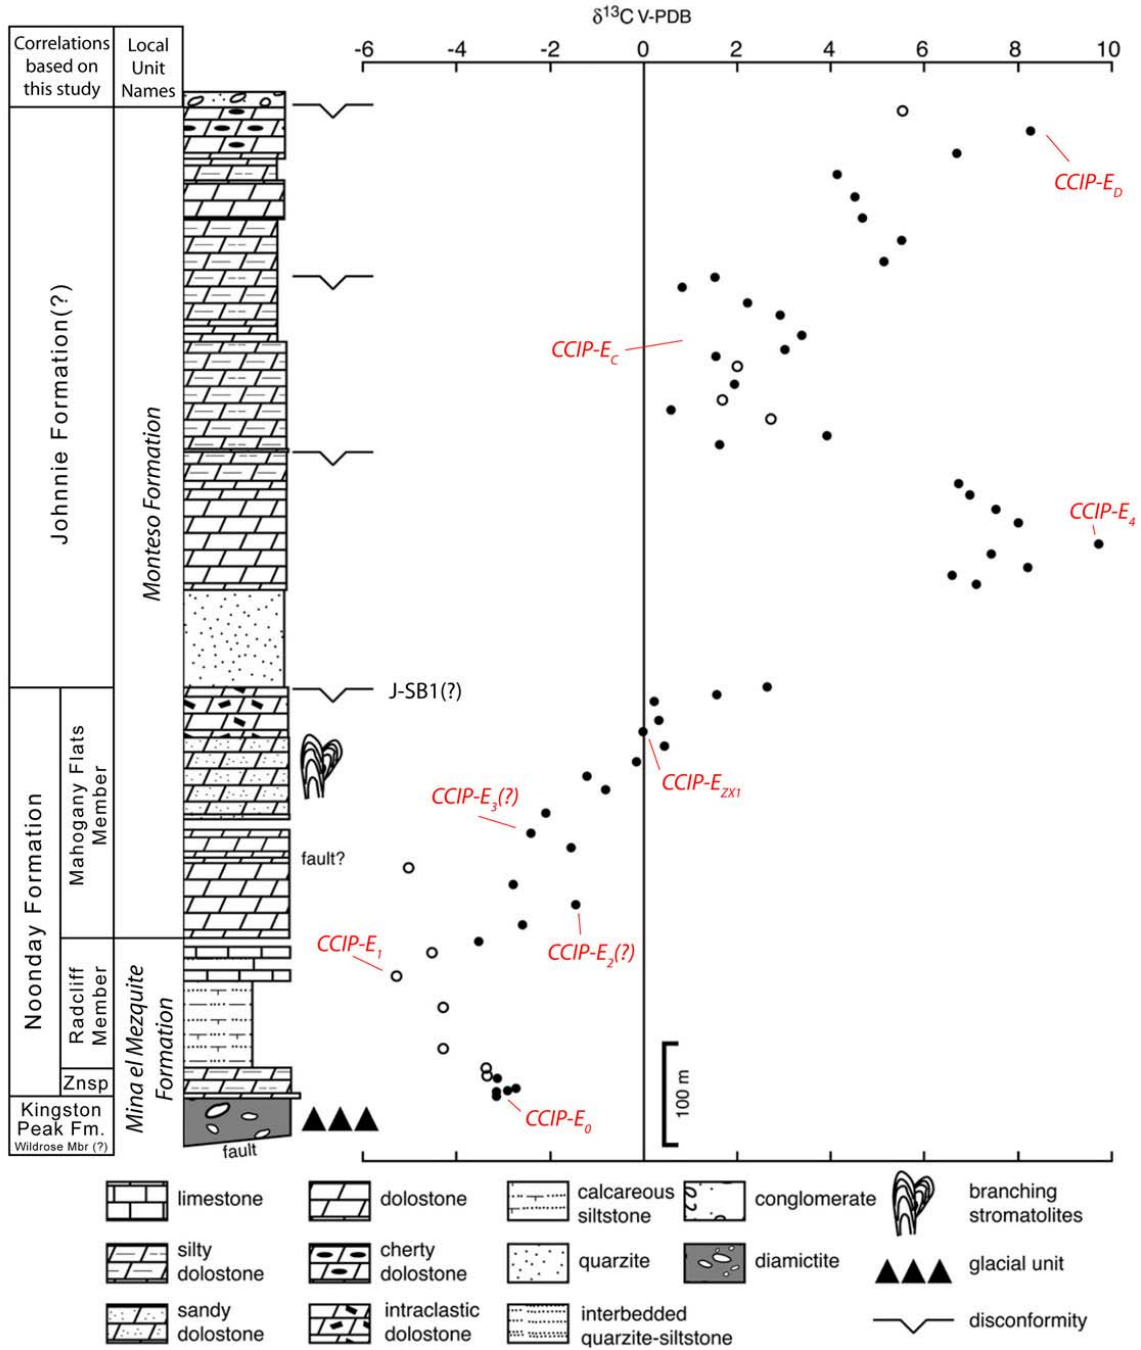 δ13C V-PDB
-6 -4 -2 0 2 4 6 8 10
Correlations
based on
this study
Local
Unit
Names
Johnnie Formation(?)
Monteso Formation
Noonday Formation
Mahogany Flats
Member
Radcliff
Member
Znsp
Mina el Mezquite
Formation
Kingston
Peak Fm.
Wildrose Mbr (?)
fault
fault?
J-SB1(?)
CCIP-ED
CCIP-EC
CCIP-E4
CCIP-EZX1
CCIP-E3(?)
CCIP-E2(?)
CCIP-E1
CCIP-E0
100 m
limestone
dolostone
calcareous
siltstone
conglomerate
branching
stromatolites
silty
dolostone
cherty
dolostone
quarzite
diamictite
glacial unit
sandy
dolostone
intraclastic
dolostone
interbedded
quarzite-siltstone
disconformity